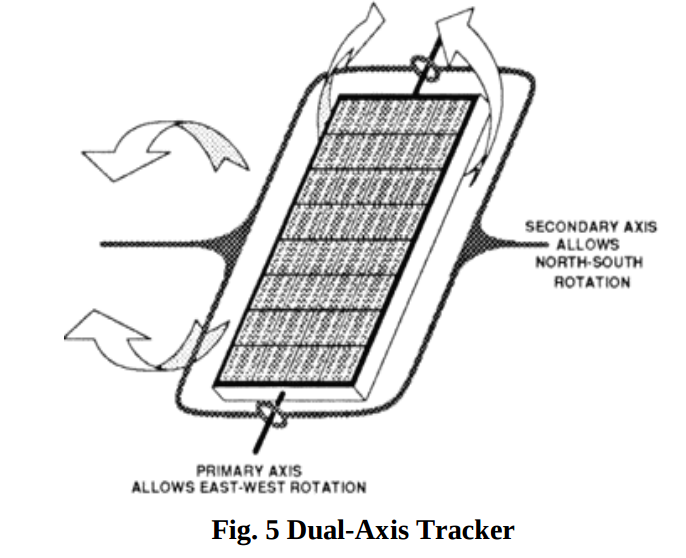 SECONDARY AXIS
ALLOWS
NORTH-SOUTH
ROTATION
PRIMARY AXIS
ALLOWS EAST-WEST ROTATION
Fig. 5 Dual-Axis Tracker